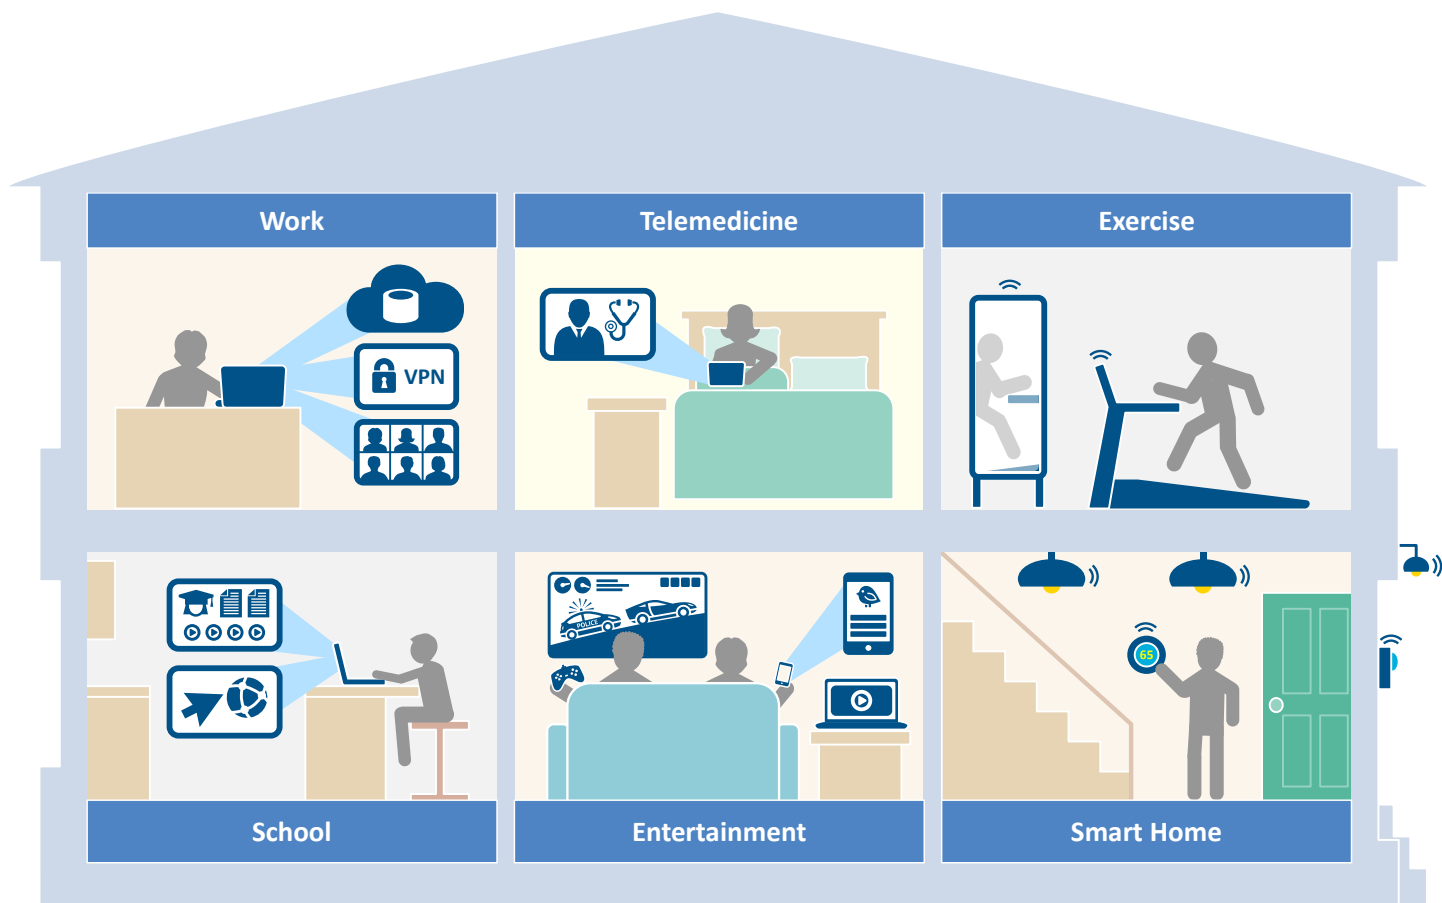 Work
Telemedicine
Exercise
VPN
POLICE
65
School
Entertainment
Smart Home